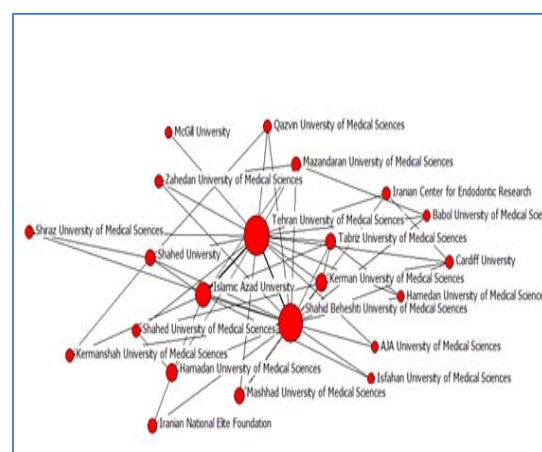 McGill University
Qazvin University of Medical Sciences
Mazandaran University of Medical Sciences
Zahedan University of Medical Sciences
Iranian Center for Endodontic Research
Tehran University of Medical Sciences
Babol University of Medical Scie
Shiraz University of Medical Sciences
Tabriz University of Medical Sciences
Shahed University
Cardiff University
Kerman University of Medical Sciences
Islamic Azad University
Hamedan University of Medical Science
Shahid Beheshti University of Medical Sciences
Shahed University of Medical Sciences
AJA University of Medical Sciences
Kermanshah University of Medical Sciences
Hamadan University of Medical Sciences
Isfahan University of Medical Sciences
Mashhad University of Medical Sciences
Iranian National Elite Foundation